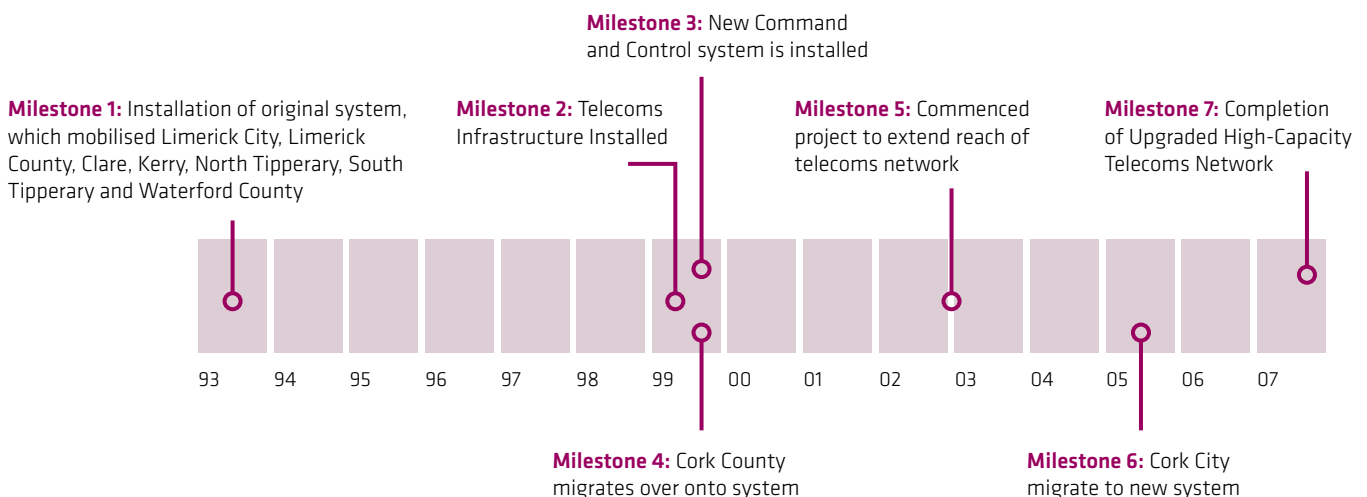 Milestone 3: New Command
and Control system is installed
Milestone 1: Installation of original system,
which mobilised Limerick City, Limerick
County, Clare, Kerry, North Tipperary, South
Tipperary and Waterford County
Milestone 2: Telecoms
Infrastructure Installed
Milestone 5: Commenced
project to extend reach of
telecoms network
Milestone 7: Completion
of Upgraded High-Capacity
Telecoms Network
93 94 95 96 97 98 99 00 01 02 03 04 05 06 07
Milestone 4: Cork County
migrates over onto system
Milestone 6: Cork City
migrate to new system